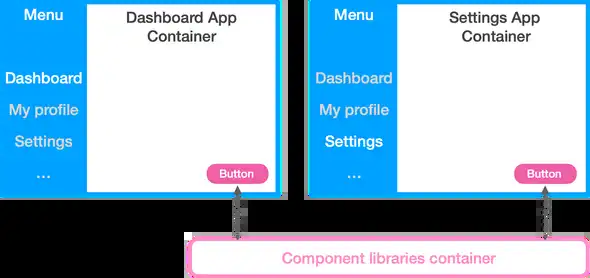 Menu
Dashboard
My profile
Settings
...
Dashboard App
Container
Button
Menu
Dashboard
My profile
Settings
...
Settings App
Container
Button
Component libraries container